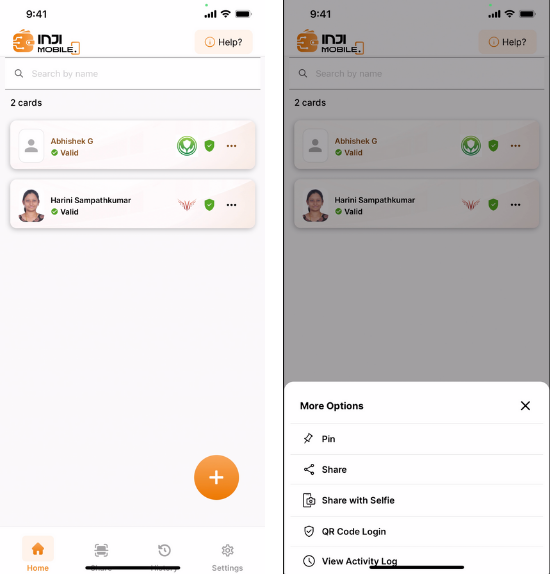 9:41
INJI
MOBILE.
Help?
Search by name
2 cards
Abhishek G
Valid
Harini Sampathkumar
Valid
Home
Share
History
Settings
9:41
INJI
MOBILE.
Help?
Search by name
2 cards
Abhishek G
Valid
Harini Sampathkumar
Valid
More Options
Pin
Share
Share with Selfie
QR Code Login
View Activity Log